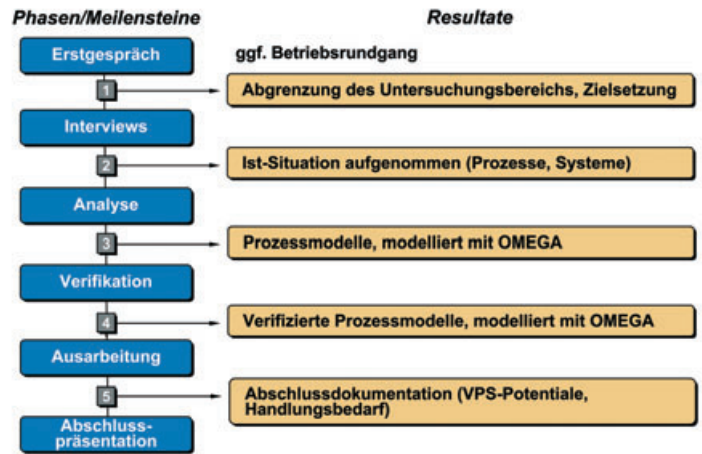 Phasen/Meilensteine
Resultate
Erstgespräch
ggf. Betriebsrundgang
1
Abgrenzung des Untersuchungsbereichs, Zielsetzung
Interviews
2
Ist-Situation aufgenommen (Prozesse, Systeme)
Analyse
3
Prozessmodelle, modelliert mit OMEGA
Verifikation
4
Verifizierte Prozessmodelle, modelliert mit OMEGA
Ausarbeitung
5
Abschlussdokumentation (VPS-Potentiale,
Handlungsbedarf)
Abschluss-
präsentation